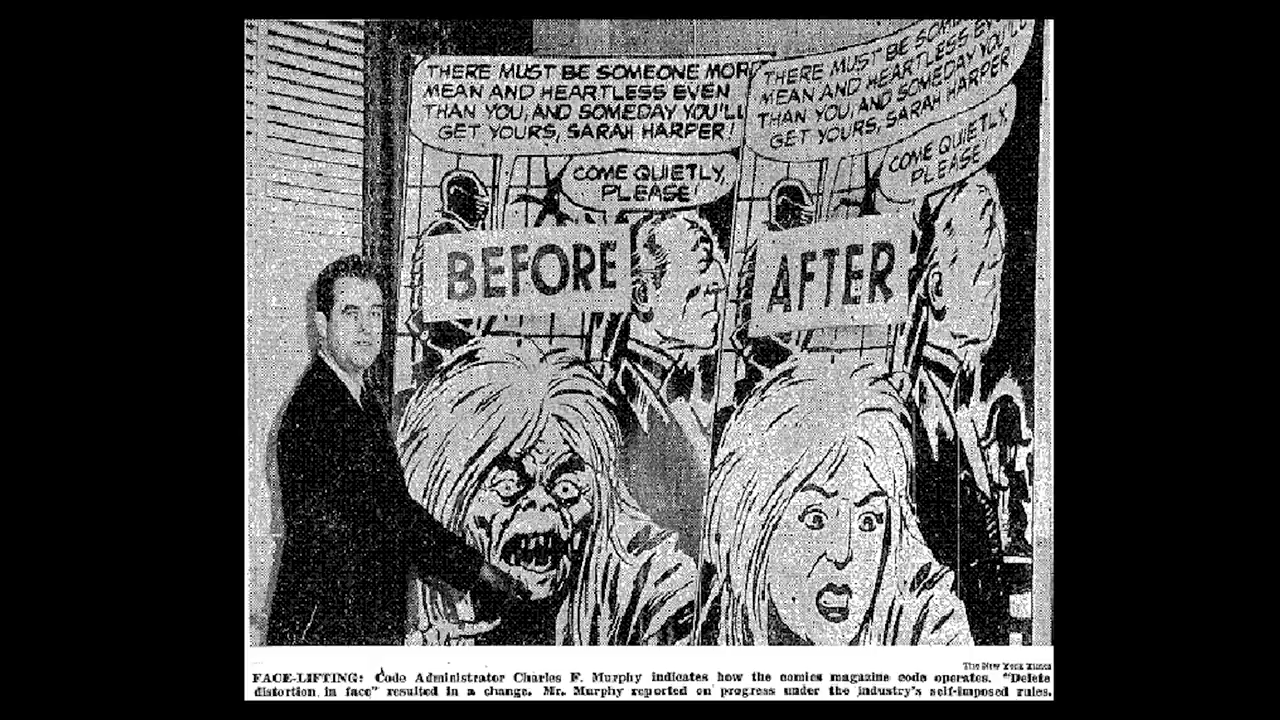 THERE MUST BE SOMEONE MORE
MEAN AND HEARTLESS EVEN
THAN YOU, AND SOMEDAY YOU'LL
GET YOURS, SARAH HARPER!
COME QUIETLY,
PLEASE!
BEFORE
THERE MUST BE
MEAN AND HEARTLESS
THAN YOU, AND SOMEDAY YOU'LL
GET YOURS, SARAH HARPER!
COME QUIETLY,
PLEASE!
AFTER
The New York Times
FACE-LIFTING: Code Administrator Charles F. Murphy indicates how the comics magazine code operates. "Delete
distortion in face" resulted in a change. Mr. Murphy reported on progress under the industry's self-imposed rules.